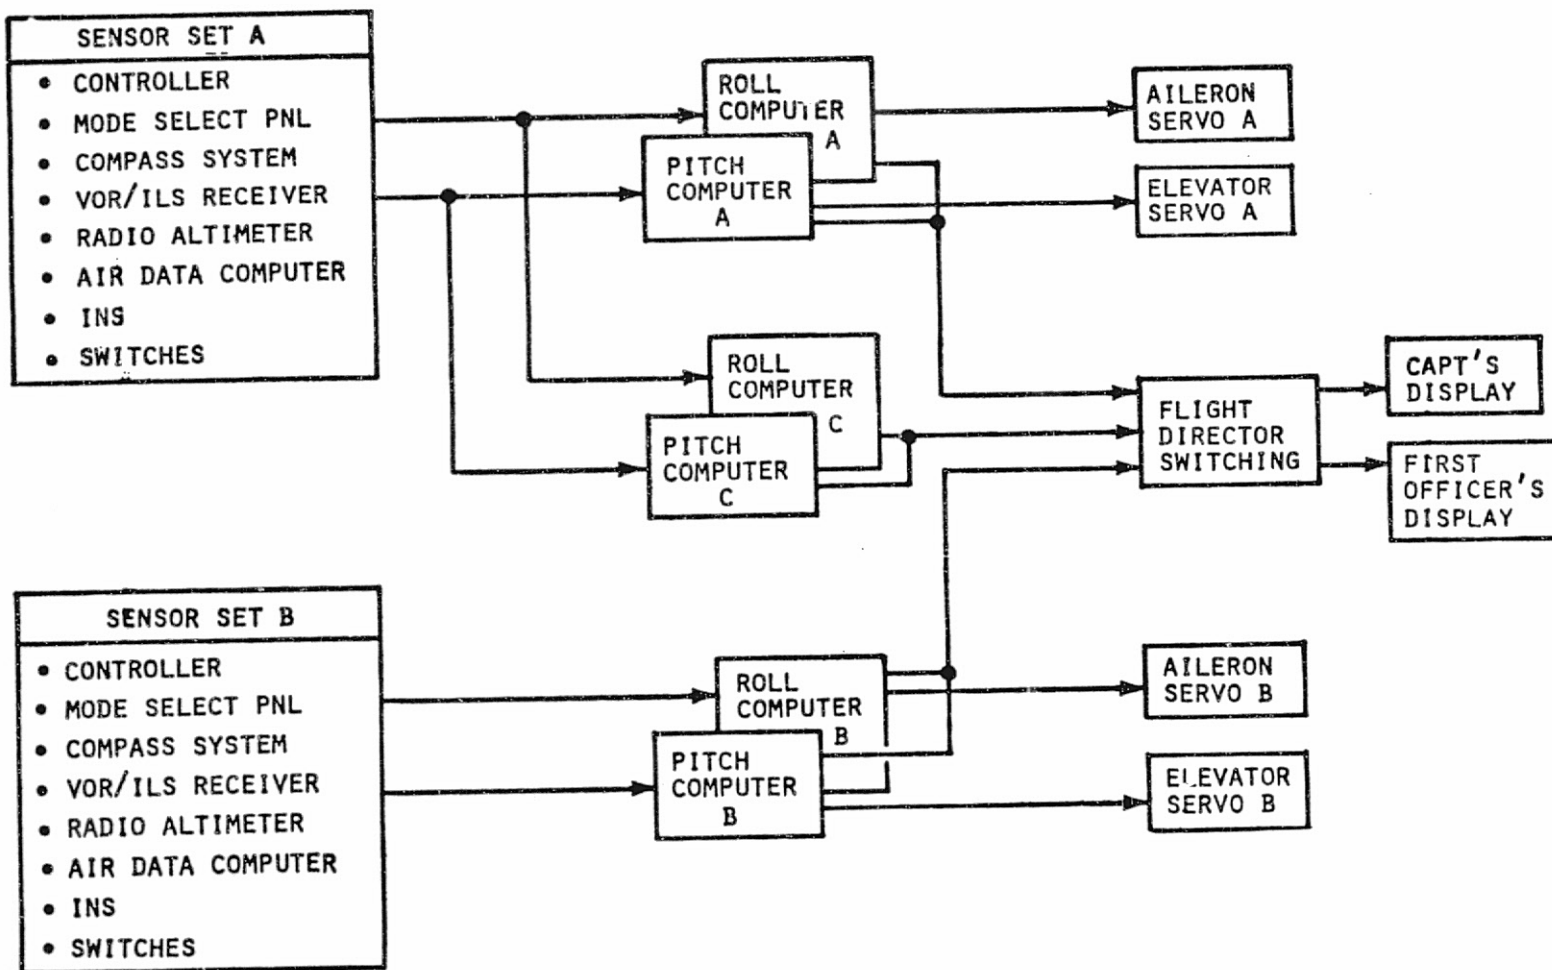 SENSOR SET A
• CONTROLLER
• MODE SELECT PNL
• COMPASS SYSTEM
• VOR/ILS RECEIVER
• RADIO ALTIMETER
• AIR DATA COMPUTER
• INS
• SWITCHES
ROLL
COMPUTER
A
PITCH
COMPUTER
A
AILERON
SERVO A
ELEVATOR
SERVO A
ROLL
COMPUTER
C
PITCH
COMPUTER
C
FLIGHT
DIRECTOR
SWITCHING
CAPT'S
DISPLAY
FIRST
OFFICER'S
DISPLAY
SENSOR SET B
• CONTROLLER
• MODE SELECT PNL
• COMPASS SYSTEM
• VOR/ILS RECEIVER
• RADIO ALTIMETER
• AIR DATA COMPUTER
• INS
• SWITCHES
ROLL
COMPUTER
B
PITCH
COMPUTER
B
AILERON
SERVO B
ELEVATOR
SERVO B